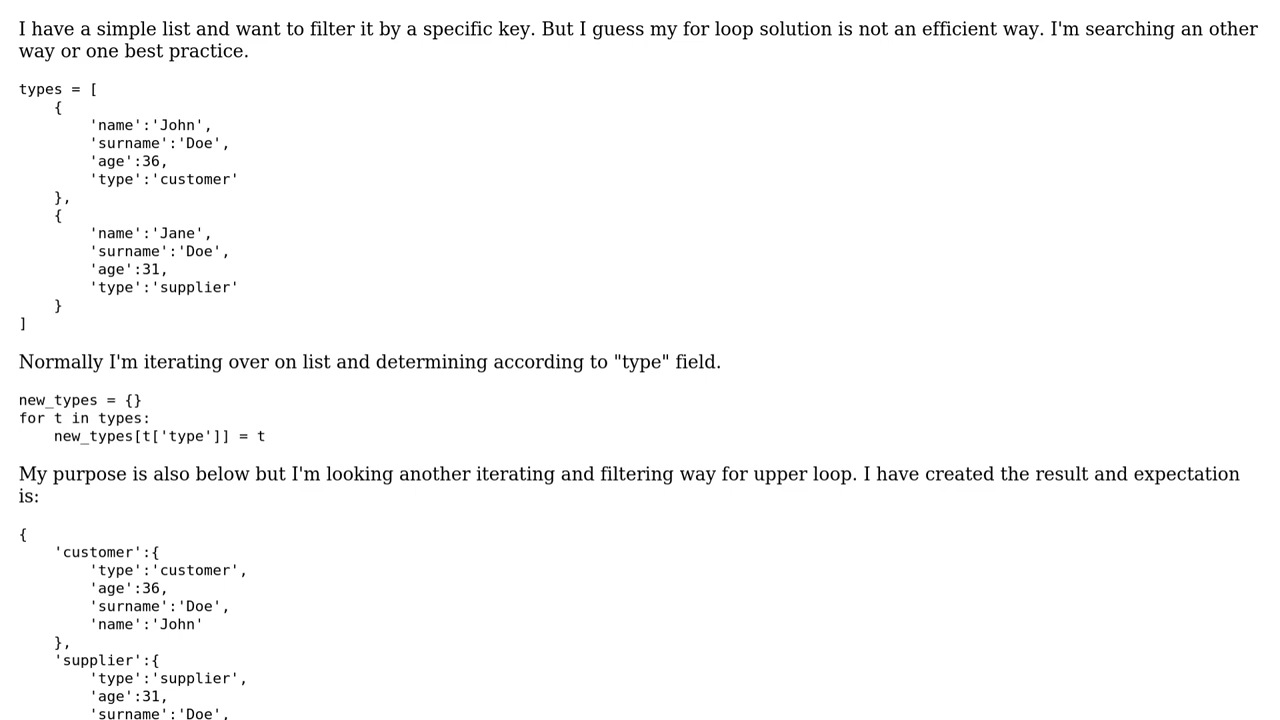 I have a simple list and want to filter it by a specific key. But I guess my for loop solution is not an efficient way. I'm searching an other
way or one best practice.
types = [
    {
        'name':'John',
        'surname':'Doe',
        'age':36,
        'type':'customer'
    },
    {
        'name':'Jane',
        'surname':'Doe',
        'age':31,
        'type':'supplier'
    }
]
Normally I'm iterating over on list and determining according to "type" field.
new_types = {}
for t in types:
    new_types[t['type']] = t
My purpose is also below but I'm looking another iterating and filtering way for upper loop. I have created the result and expectation
is:
{
    'customer':{
        'type':'customer',
        'age':36,
        'surname':'Doe',
        'name':'John'
    },
    'supplier':{
        'type':'supplier',
        'age':31,
        'surname':'Doe',